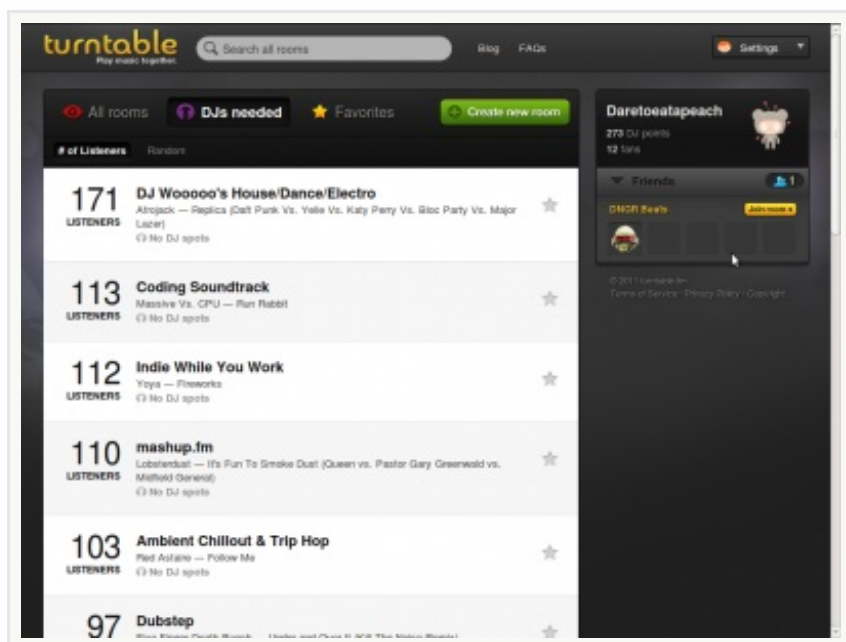 turntable
Play music together.
Search all rooms
Blog
FAQs
Settings
All rooms
DJs needed
Favorites
Create new room
# of Listeners
Random
171
LISTENERS
DJ Wooooo's House/Dance/Electro
Afrojack — Replica (Daft Punk Vs. Yelle Vs. Katy Perry Vs. Bloc Party Vs. Major
Lazer)
No DJ spots
113
LISTENERS
Coding Soundtrack
Massive Vs. CPU — Run Rabbit
No DJ spots
112
LISTENERS
Indie While You Work
Yoya — Fireworks
No DJ spots
110
LISTENERS
mashup.fm
Lobsterdust — It's Fun To Smoke Dust (Queen vs. Pastor Gary Greenwald vs.
Midfield General)
No DJ spots
103
LISTENERS
Ambient Chillout & Trip Hop
Red Astaire — Follow Me
No DJ spots
97
Dubstep
Daretoeatapeach
273 DJ points
12 fans
Friends
1
DNGR Beats
Join room
© 2011 turntable.fm
Terms of Service · Privacy Policy · Copyright